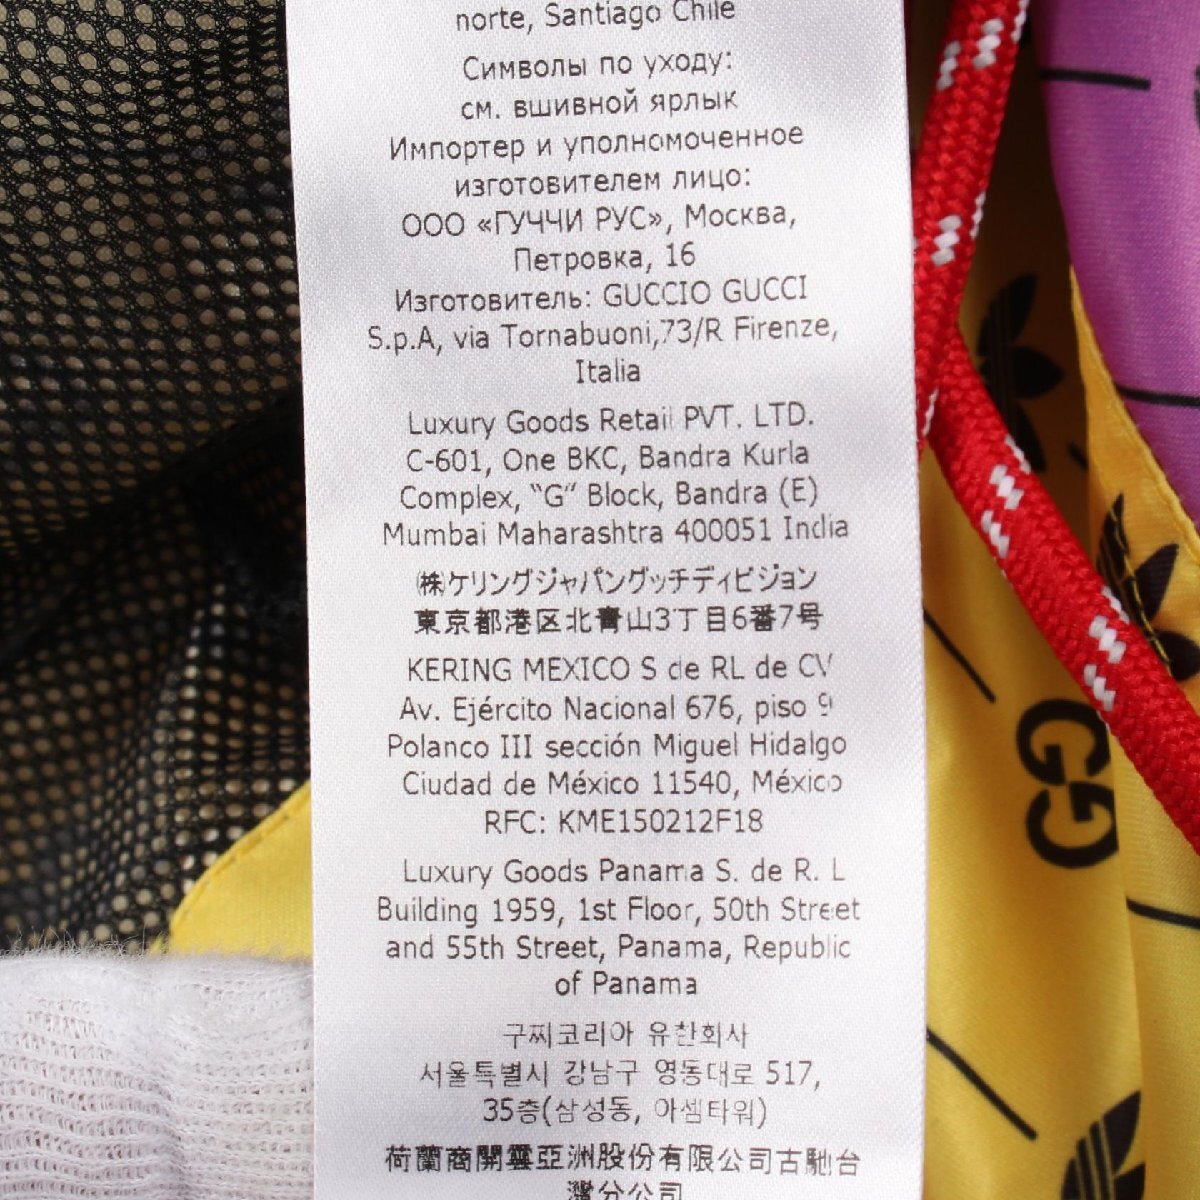 norte, Santiago Chile
Символы по уходу:
см. вшивной ярлык
Импортер и уполномоченное
изготовителем лицо:
ООО «ГУЧЧИ РУС», Москва,
Петровка, 16
Изготовитель: GUCCIO GUCCI
S.p.A, via Tornabuoni,73/R Firenze,
Italia
Luxury Goods Retail PVT. LTD.
C-601, One BKC, Bandra Kurla
Complex, "G" Block, Bandra (E)
Mumbai Maharashtra 400051 India
㈱ケリングジャパングッチディビジョン
東京都港区北青山3丁目6番7号
KERING MEXICO S de RL de CV
Av. Ejército Nacional 676, piso 9
Polanco III sección Miguel Hidalgo
Ciudad de México 11540, México
RFC: KME150212F18
Luxury Goods Panama S. de R. L
Building 1959, 1st Floor, 50th Street
and 55th Street, Panama, Republic
of Panama
구찌코리아 유한회사
서울특별시 강남구 영동대로 517,
35층(삼성동, 아셈타워)
荷蘭商開雲亞洲股份有限公司古馳台
灣分公司